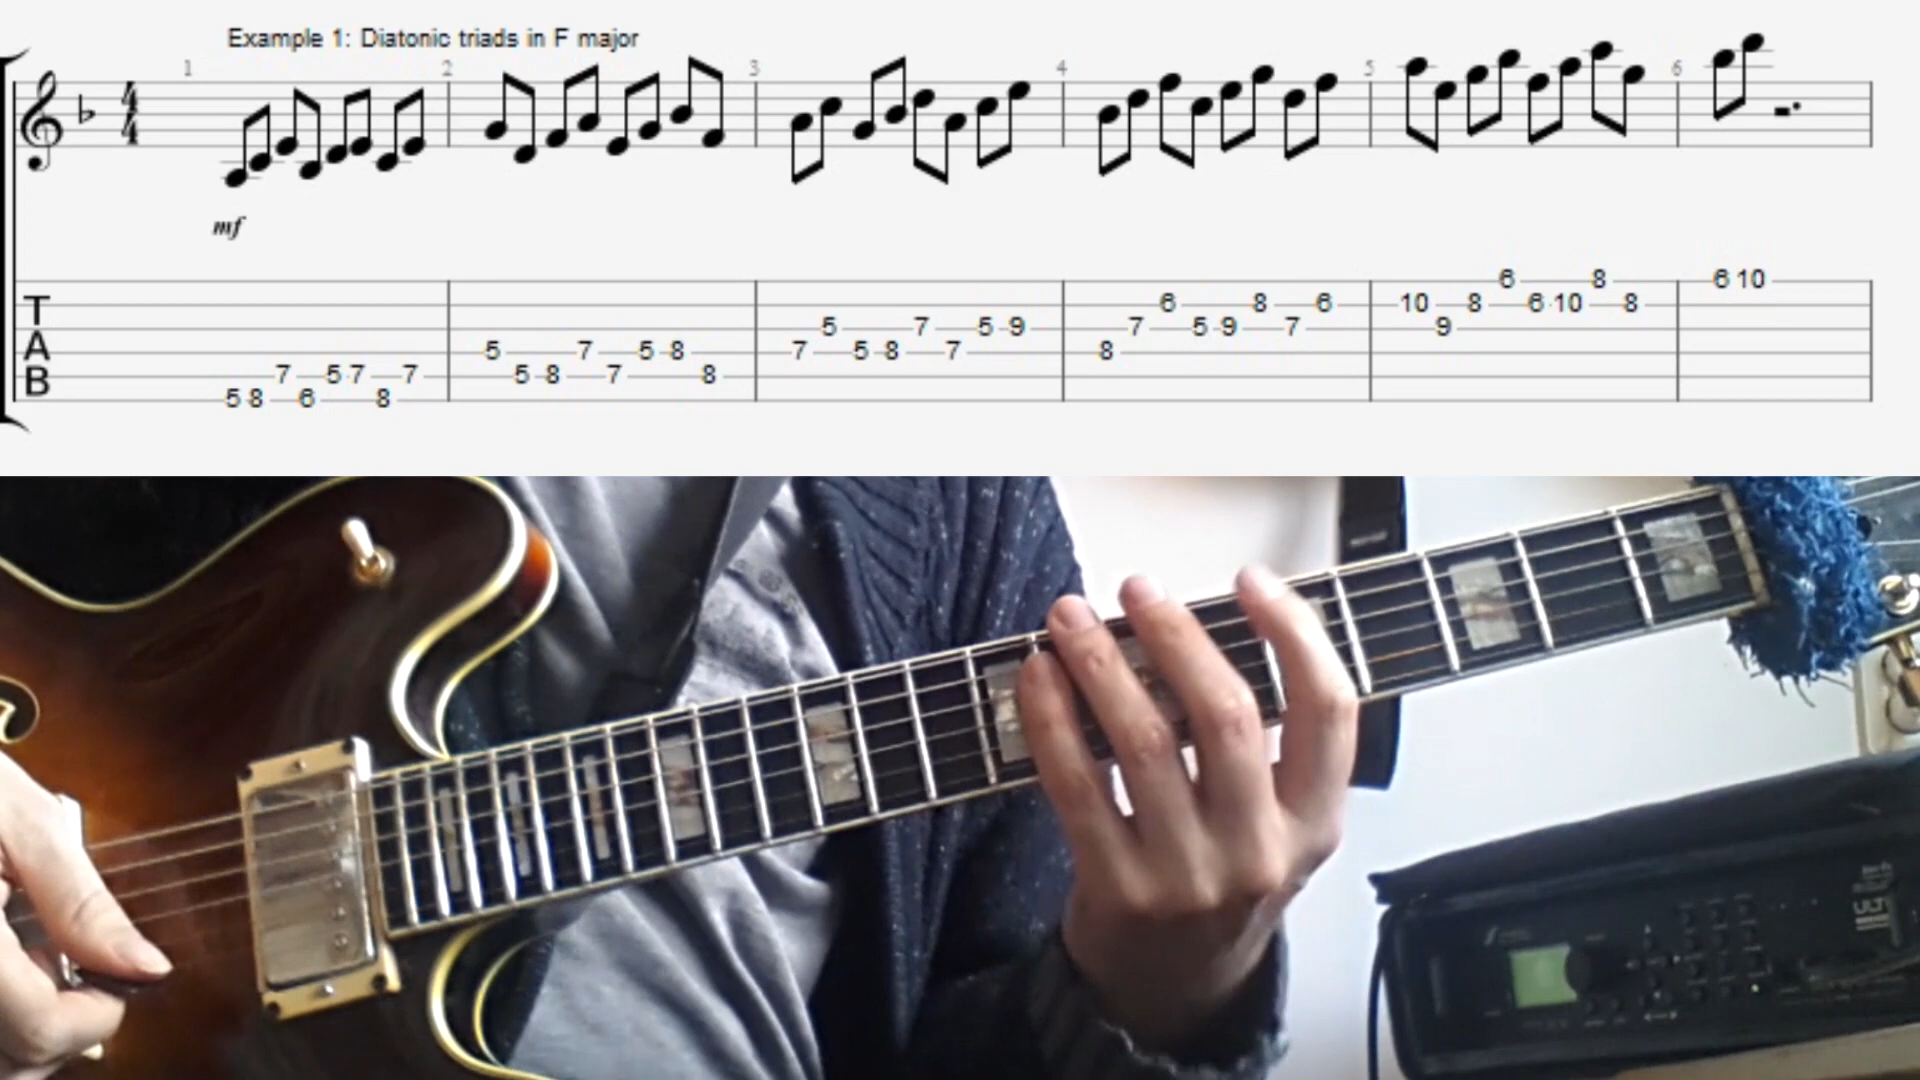 Example 1: Diatonic triads in F major
1 2 3 4 5 6
4
4
mf
T
A
B
6 8 6 10
6 8 6 10 8 6 10 8
5 7 5 9 7 5 9 7 9
5 7 5 8 7 5 8 7 8
7 5 7 7 5 8 7 8
5 8 6 8